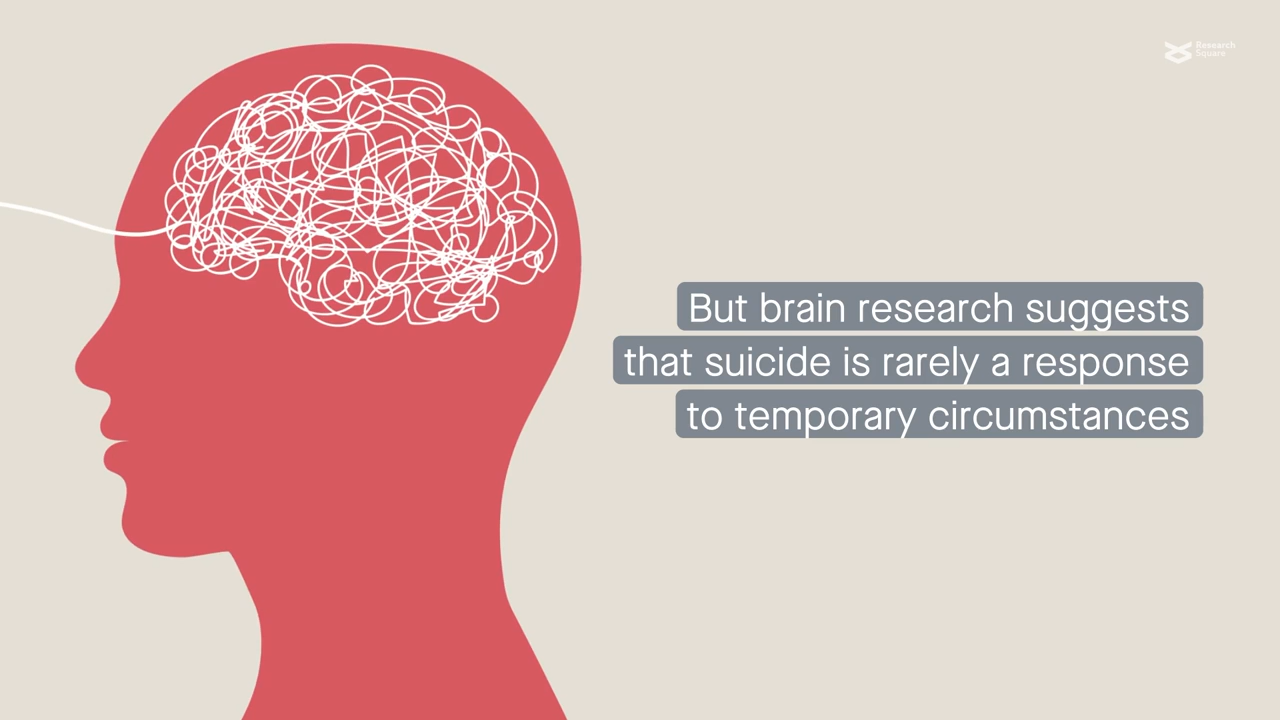 Research
Square
But brain research suggests
that suicide is rarely a response
to temporary circumstances